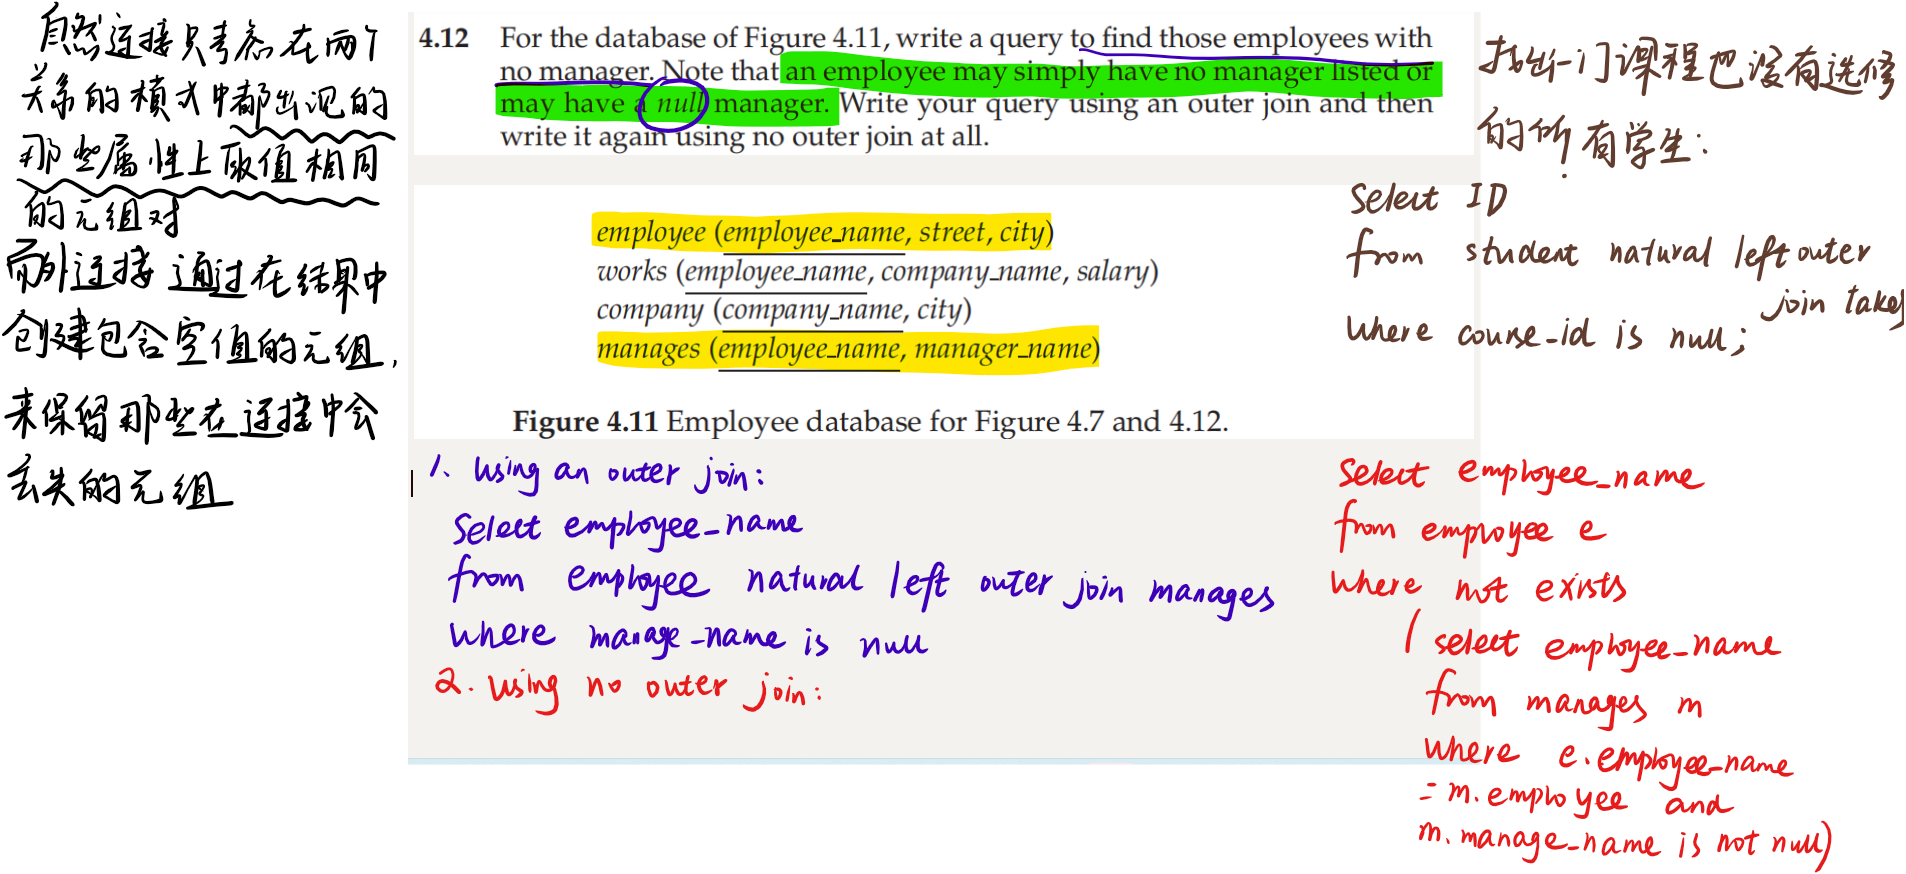 自然连接只考虑在两个
关系的模式中都出现的
那些属性上取值相同
的元组对
而外连接通过在结果中
创建包含空值的元组,
来保留那些在连接中会
丢失的元组
4.12 For the database of Figure 4.11, write a query to find those employees with
no manager. Note that an employee may simply have no manager listed or
may have a null manager. Write your query using an outer join and then
write it again using no outer join at all.
employee (employee_name, street, city)
works (employee_name, company_name, salary)
company (company_name, city)
manages (employee_name, manager_name)
Figure 4.11 Employee database for Figure 4.7 and 4.12.
1、using an outer join:
Select employee_name
from employee natural left outer join manages
where manage_name is null
2. using no outer join:
找出一门课程也没有选修
的所有学生:
Select ID
from student natural left outer
join takes
where course_id is null;
Select employee_name
from employee e
where not exists
( select employee_name
from manages m
where e.employee_name
= m.employee and
m.manage_name is not null)